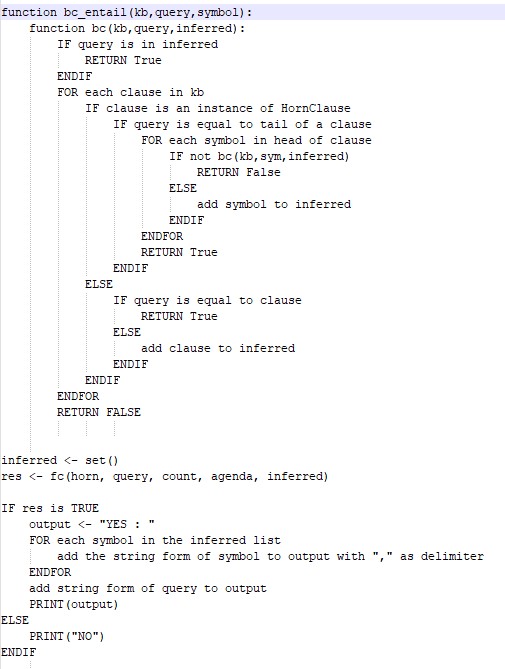 function bc_entail(kb,query,symbol):
    function bc(kb,query,inferred):
        IF query is in inferred
            RETURN True
        ENDIF
        FOR each clause in kb
            IF clause is an instance of HornClause
                IF query is equal to tail of a clause
                    FOR each symbol in head of clause
                        IF not bc(kb,sym,inferred)
                            RETURN False
                        ELSE
                            add symbol to inferred
                        ENDIF
                    ENDFOR
                    RETURN True
                ENDIF
            ELSE
                IF query is equal to clause
                    RETURN True
                ELSE
                    add clause to inferred
                ENDIF
            ENDIF
        ENDFOR
        RETURN FALSE
inferred <- set()
res <- fc(horn, query, count, agenda, inferred)
IF res is TRUE
    output <- "YES : "
    FOR each symbol in the inferred list
        add the string form of symbol to output with "," as delimiter
    ENDFOR
    add string form of query to output
    PRINT(output)
ELSE
    PRINT("NO")
ENDIF